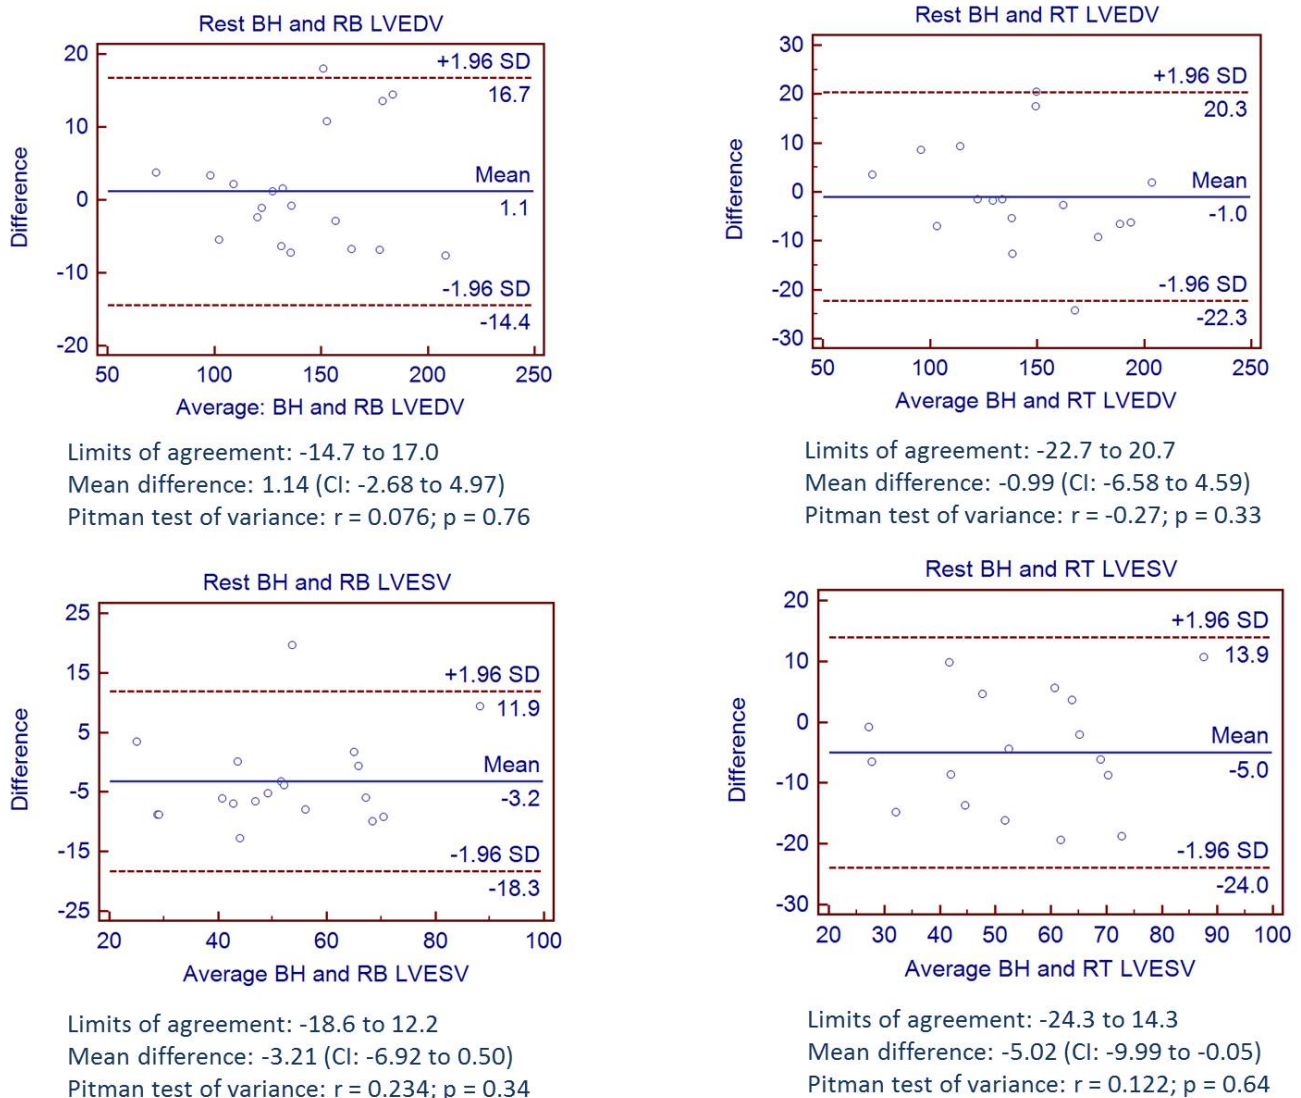 Rest BH and RB LVEDV
20
10
0
-10
-20
Difference
+1.96 SD
16.7
Mean
1.1
-1.96 SD
-14.4
50 100 150 200 250
Average: BH and RB LVEDV
Limits of agreement: -14.7 to 17.0
Mean difference: 1.14 (CI: -2.68 to 4.97)
Pitman test of variance: r = 0.076; p = 0.76
Rest BH and RT LVEDV
30
20
10
0
-10
-20
-30
Difference
+1.96 SD
20.3
Mean
-1.0
-1.96 SD
-22.3
50 100 150 200 250
Average BH and RT LVEDV
Limits of agreement: -22.7 to 20.7
Mean difference: -0.99 (CI: -6.58 to 4.59)
Pitman test of variance: r = -0.27; p = 0.33
Rest BH and RB LVESV
25
15
5
-5
-15
-25
Difference
+1.96 SD
11.9
Mean
-3.2
-1.96 SD
-18.3
20 40 60 80 100
Average BH and RB LVESV
Limits of agreement: -18.6 to 12.2
Mean difference: -3.21 (CI: -6.92 to 0.50)
Pitman test of variance: r = 0.234; p = 0.34
Rest BH and RT LVESV
20
10
0
-10
-20
-30
Difference
+1.96 SD
13.9
Mean
-5.0
-1.96 SD
-24.0
20 30 40 50 60 70 80 90 100
Average BH and RT LVESV
Limits of agreement: -24.3 to 14.3
Mean difference: -5.02 (CI: -9.99 to -0.05)
Pitman test of variance: r = 0.122; p = 0.64